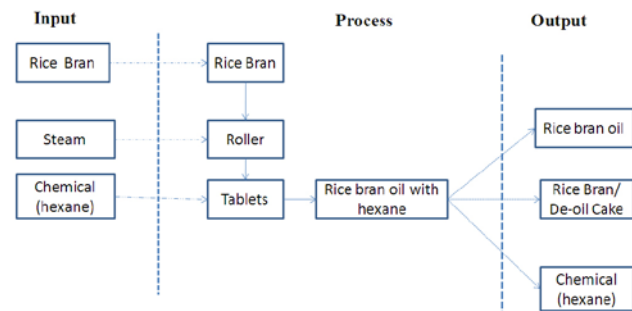 Input
Process
Output
Rice Bran
Rice Bran
Rice bran oil
Steam
Roller
Chemical
(hexane)
Tablets
Rice bran oil with
hexane
Rice Bran/
De-oil Cake
Chemical
(hexane)